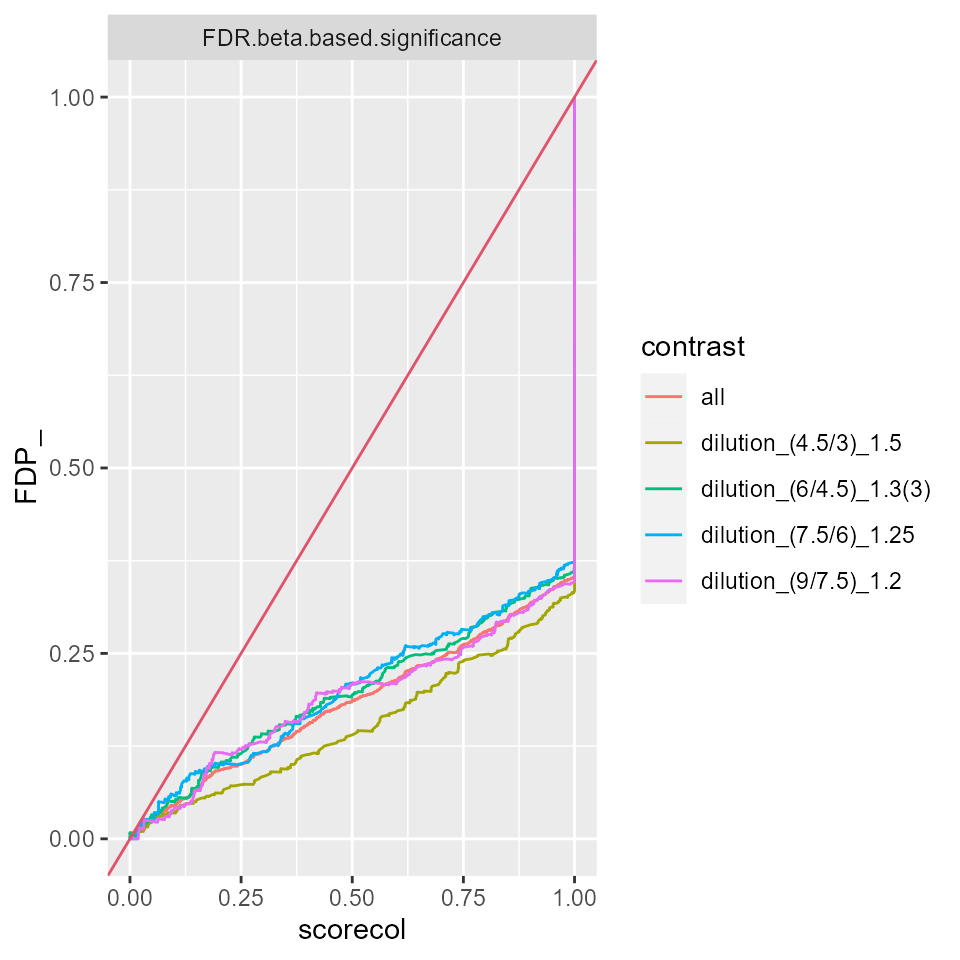 FDR.beta.based.significance
1.00
0.75
0.50
0.25
0.00
FDP_
0.00 0.25 0.50 0.75 1.00
scorecol
contrast
all
dilution_(4.5/3)_1.5
dilution_(6/4.5)_1.3(3)
dilution_(7.5/6)_1.25
dilution_(9/7.5)_1.2